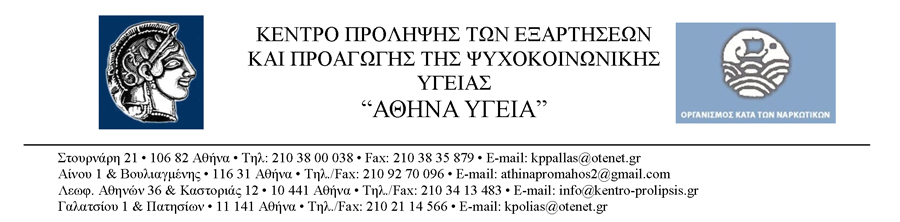 ΚΕΝΤΡΟ ΠΡΟΛΗΨΗΣ ΤΩΝ ΕΞΑΡΤΗΣΕΩΝ
ΚΑΙ ΠΡΟΑΓΩΓΗΣ ΤΗΣ ΨΥΧΟΚΟΙΝΩΝΙΚΗΣ
ΥΓΕΙΑΣ
“ΑΘΗΝΑ ΥΓΕΙΑ”
ΟΡΓΑΝΙΣΜΟΣ ΚΑΤΑ ΤΩΝ ΝΑΡΚΩΤΙΚΩΝ
Στουρνάρη 21 • 106 82 Αθήνα • Τηλ: 210 38 00 038 • Fax: 210 38 35 879 • E-mail: kppallas@otenet.gr
Αίνου 1 & Βουλιαγμένης • 116 31 Αθήνα • Τηλ./Fax: 210 92 70 096 • E-mail: athinapromahos2@gmail.com
Λεωφ. Αθηνών 36 & Καστοριάς 12 • 10 441 Αθήνα • Τηλ./Fax: 210 34 13 483 • E-mail: info@kentro-prolipsis.gr
Γαλατσίου 1 & Πατησίων • 11 141 Αθήνα • Τηλ./Fax: 210 21 14 566 • E-mail: kpolias@otenet.gr